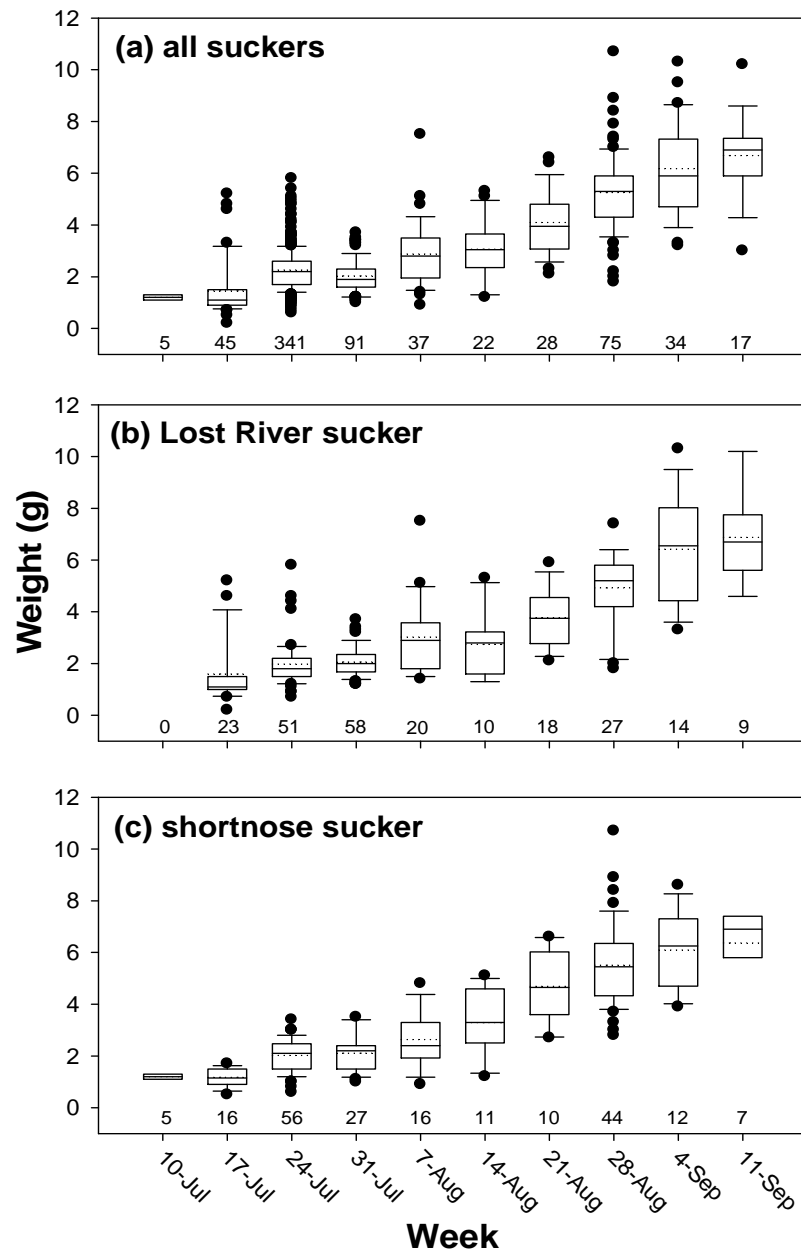 12
(a) all suckers
10
8
6
4
2
0
5 45 341 91 37 22 28 75 34 17
12
(b) Lost River sucker
10
8
6
4
2
0
0 23 51 58 20 10 18 27 14 9
Weight (g)
12
(c) shortnose sucker
10
8
6
4
2
0
5 16 56 27 16 11 10 44 12 7
10-Jul 17-Jul 24-Jul 31-Jul 7-Aug 14-Aug 21-Aug 28-Aug 4-Sep 11-Sep
Week